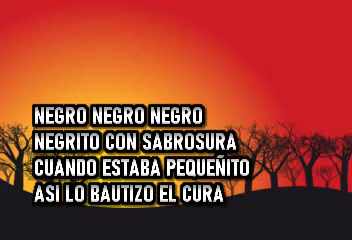 NEGRO NEGRO NEGRO
NEGRITO CON SABROSURA
CUANDO ESTABA PEQUEÑITO
ASI LO BAUTIZO EL CURA